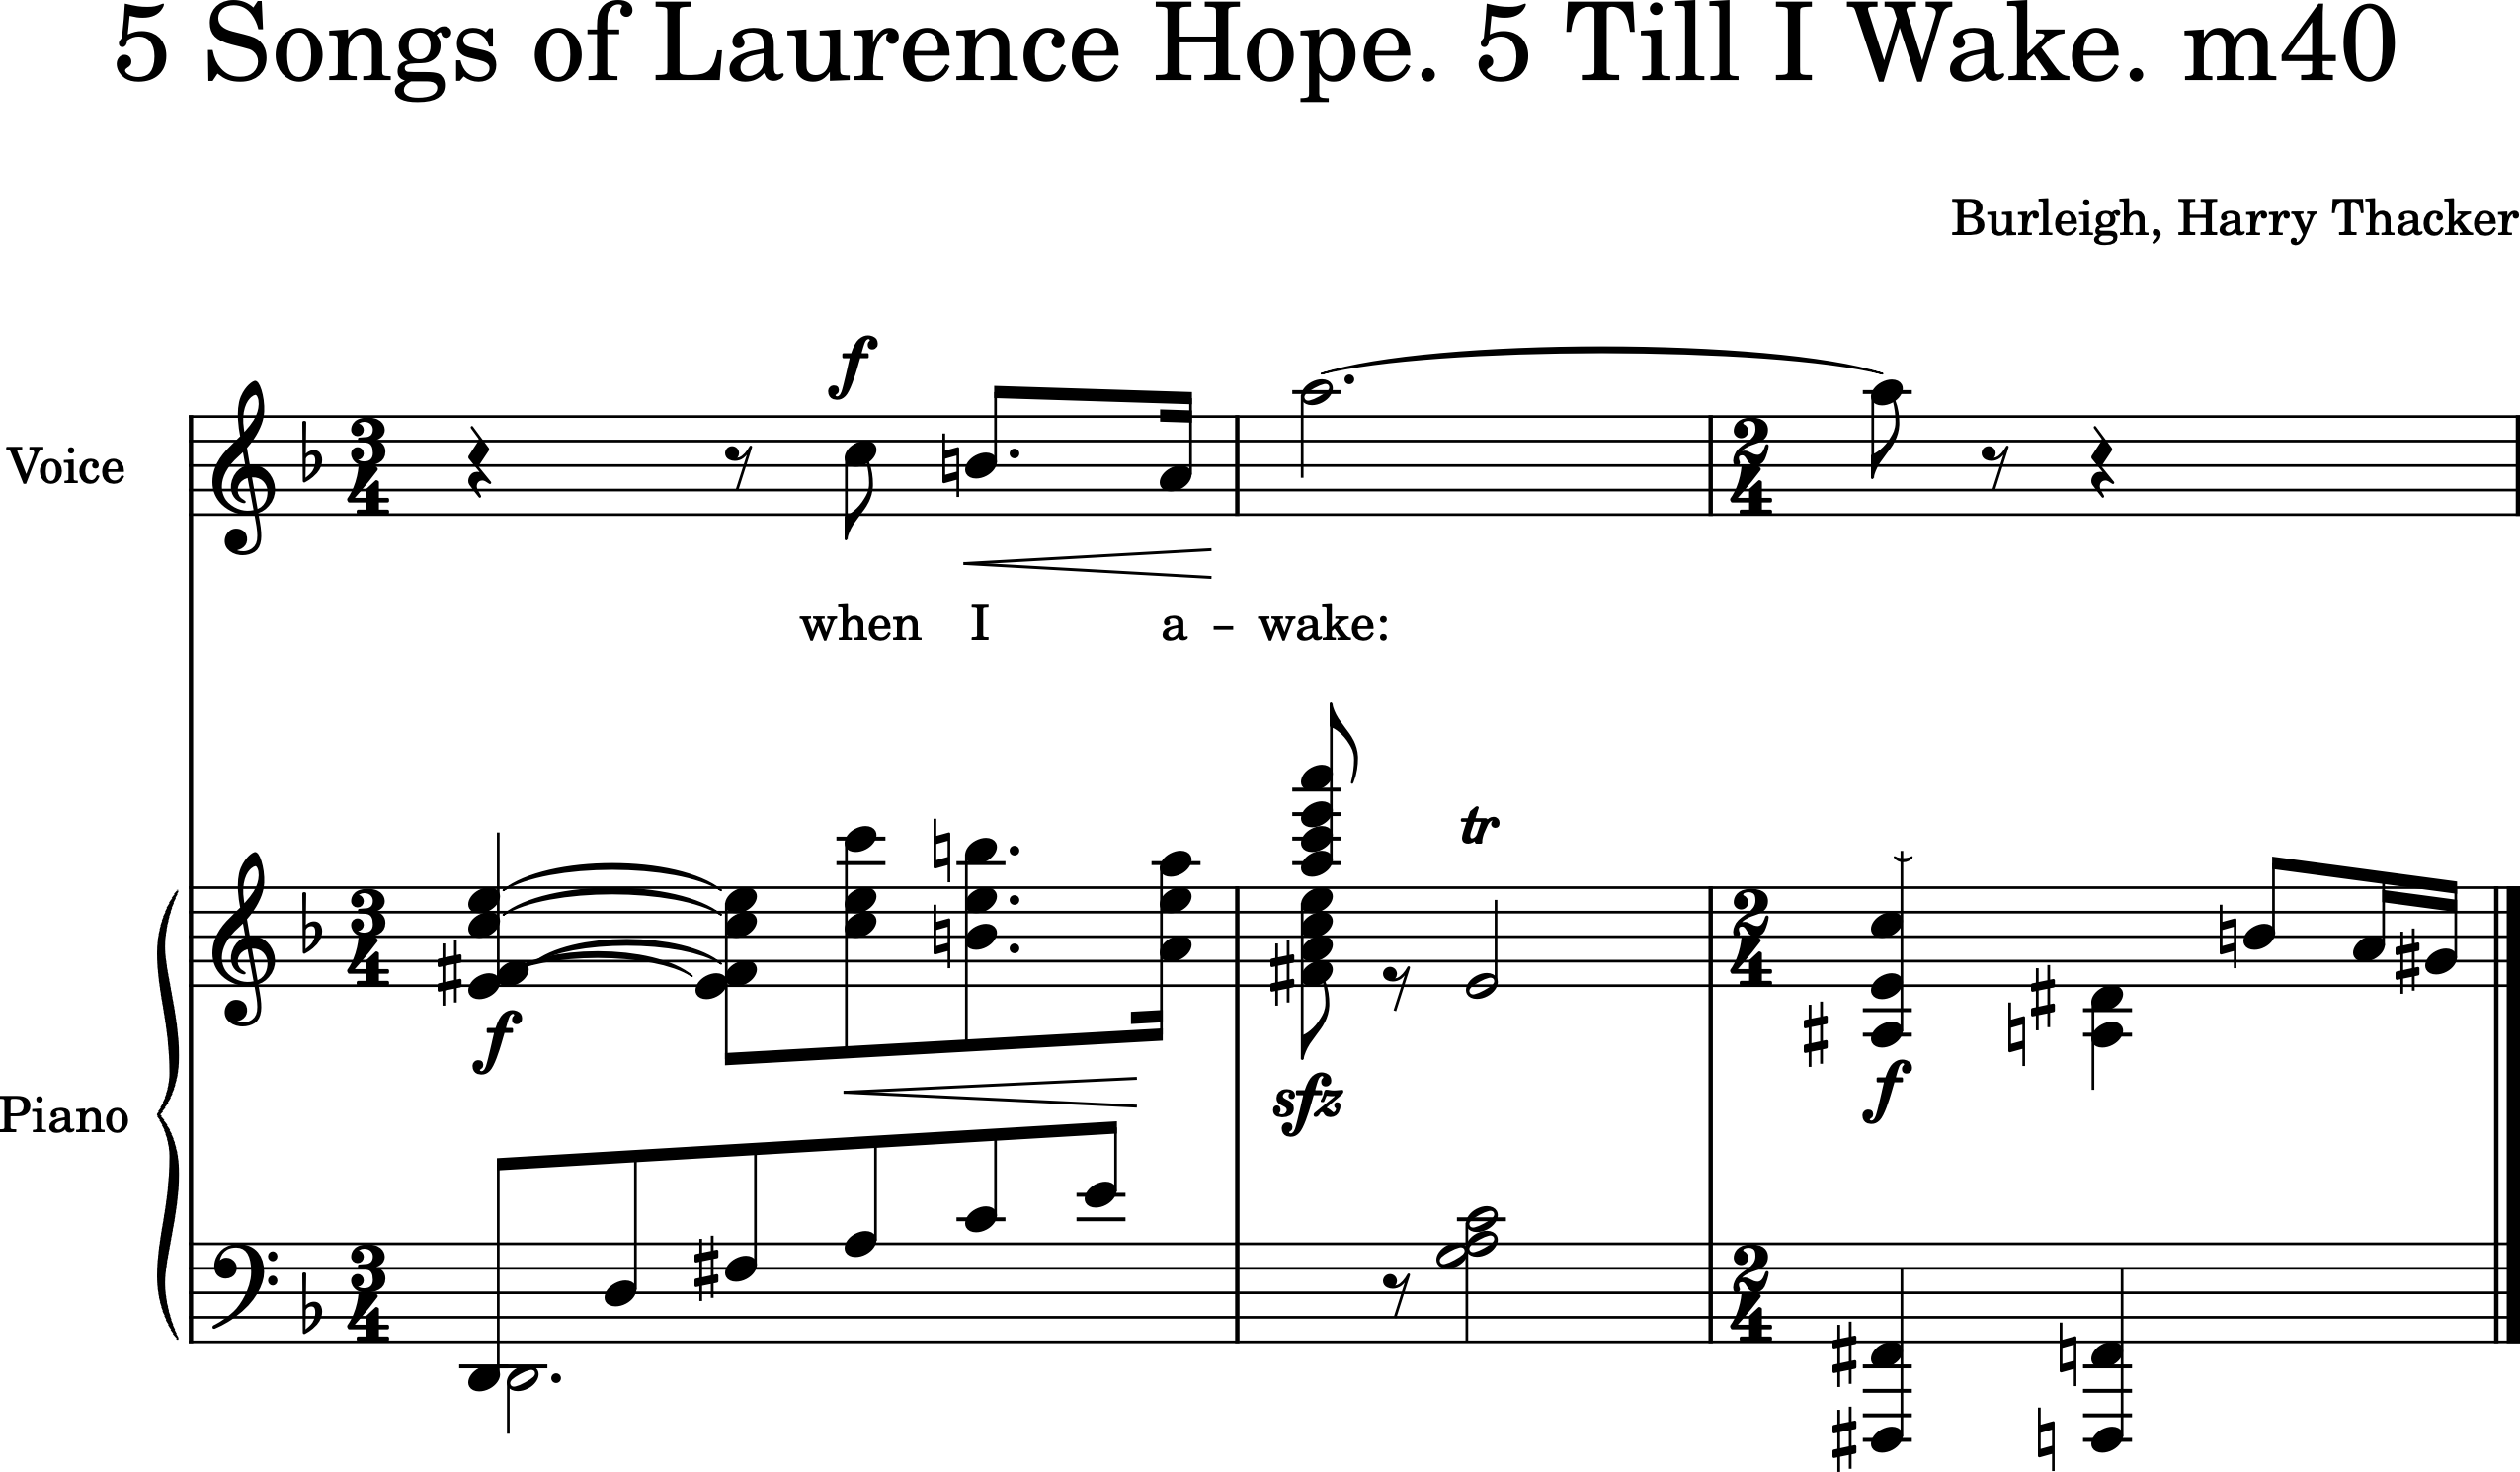 5 Songs of Laurence Hope. 5 Till I Wake. m40
Burleigh, Harry Thacker
f
Voice
when I a - wake:
tr
f
sfz
f
Piano